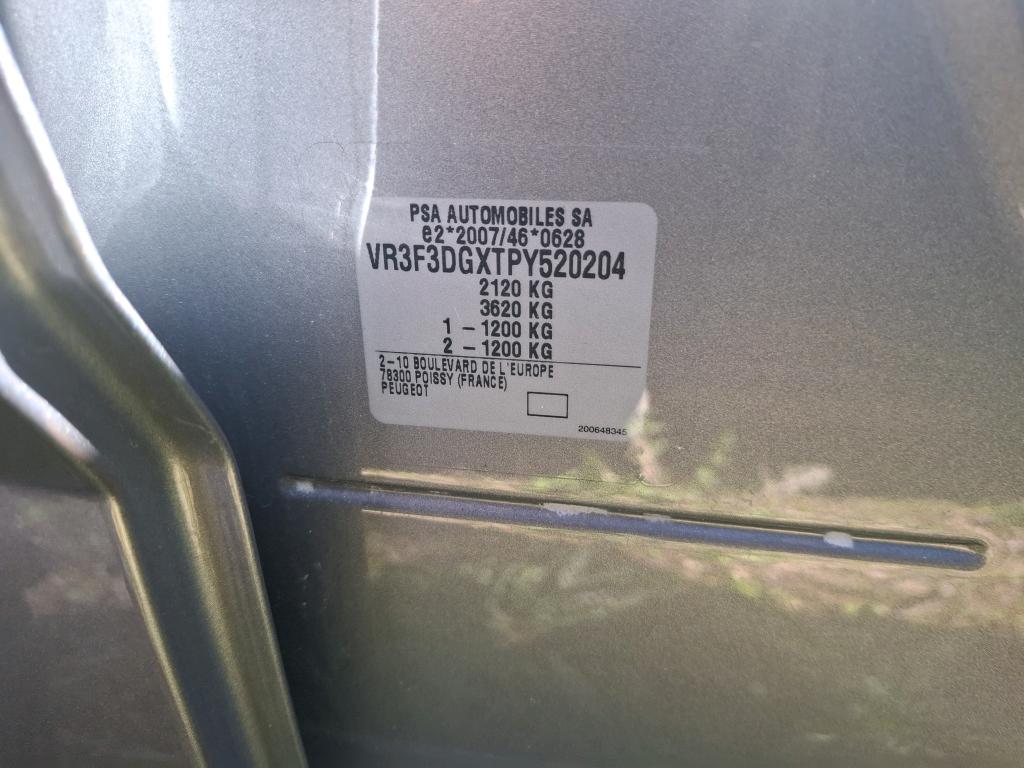 PSA AUTOMOBILES SA
e2*2007/46*0628
VR3F3DGXTPY520204
2120 KG
3620 KG
1 – 1200 KG
2 – 1200 KG
2–10 BOULEVARD DE L'EUROPE
78300 POISSY (FRANCE)
PEUGEOT
200648345